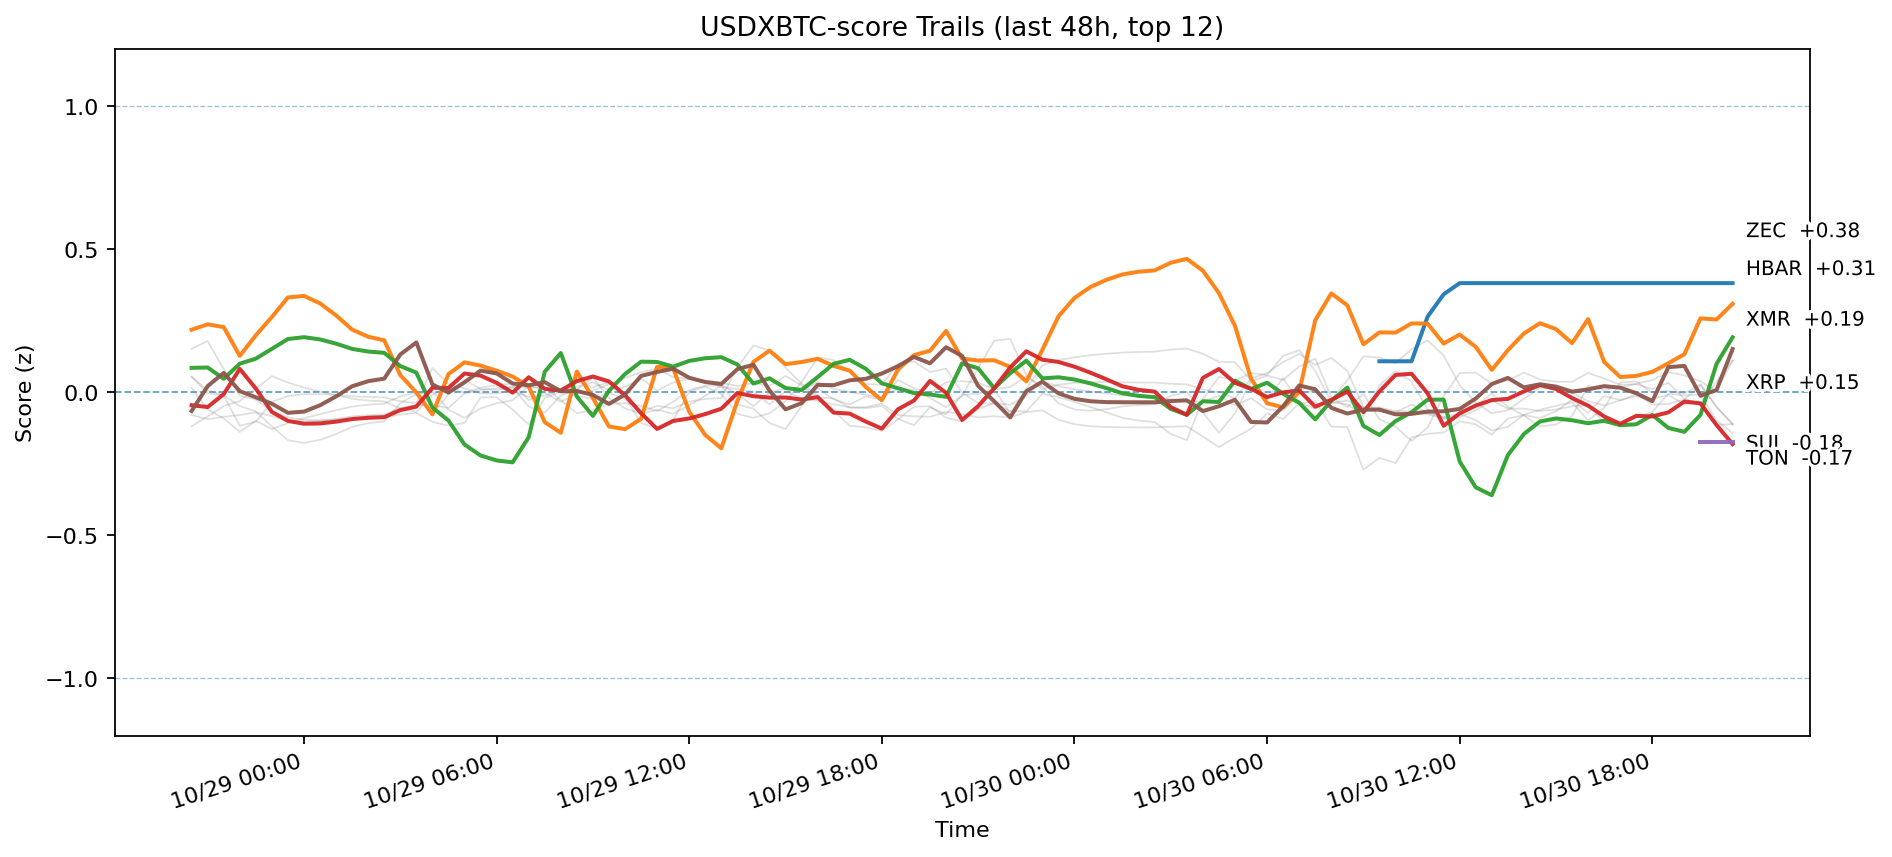 USDXBTC-score Trails (last 48h, top 12)
Score (z)
1.0
0.5
0.0
−0.5
−1.0
ZEC +0.38
HBAR +0.31
XMR +0.19
XRP +0.15
SUI -0.18
TON -0.17
10/29 00:00
10/29 06:00
10/29 12:00
10/29 18:00
10/30 00:00
10/30 06:00
10/30 12:00
10/30 18:00
Time